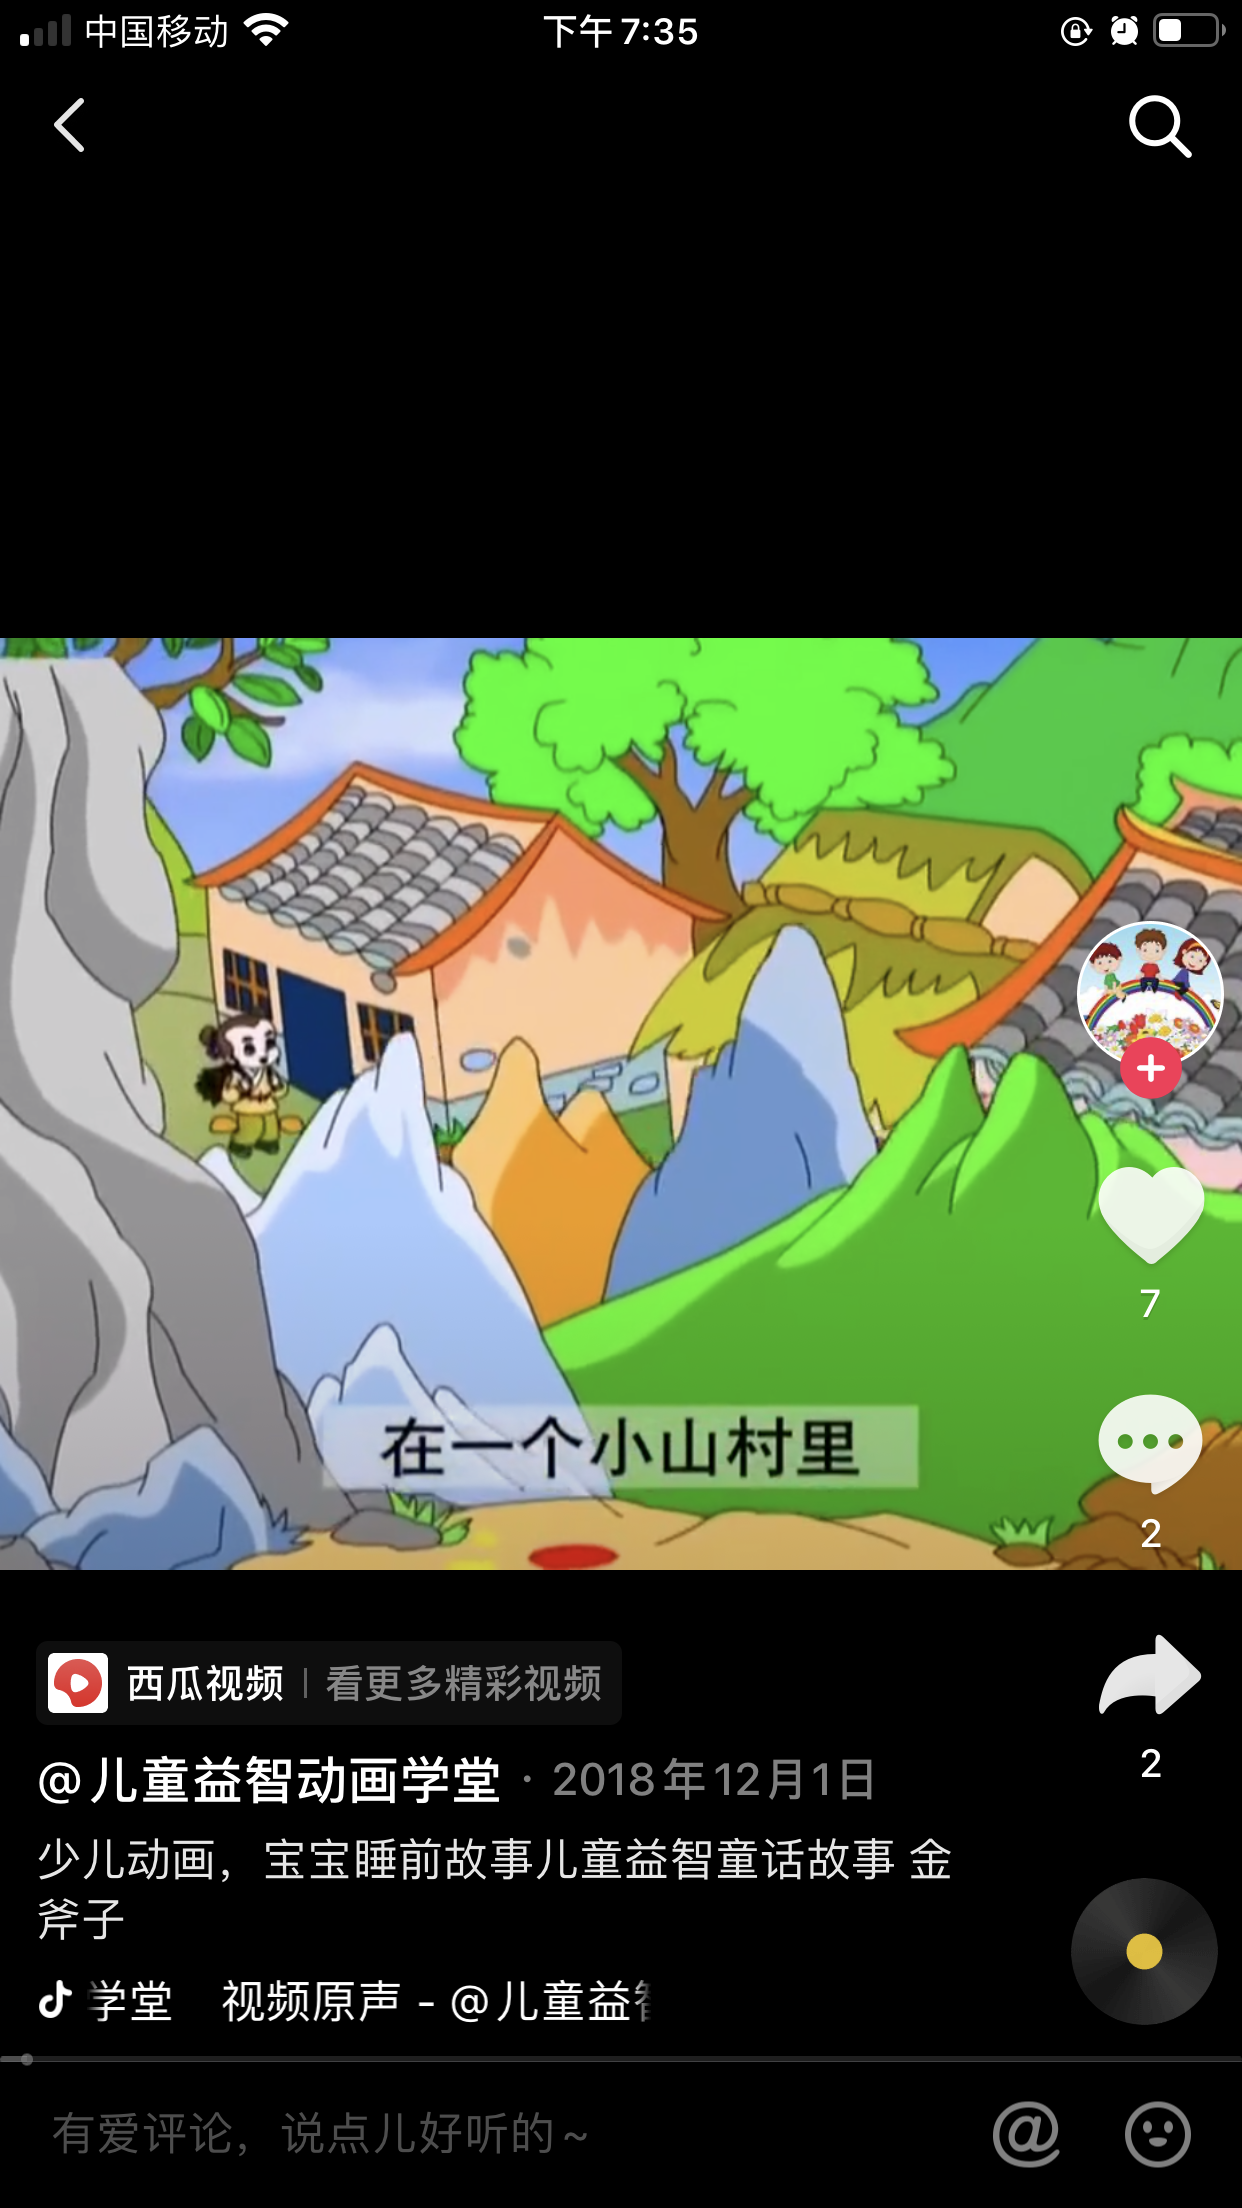 中国移动
下午7:35
在一个小山村里
7
2
西瓜视频 | 看更多精彩视频
2
@儿童益智动画学堂 · 2018年12月1日
少儿动画，宝宝睡前故事儿童益智童话故事 金
斧子
学堂 视频原声 - @儿童益智
有爱评论，说点儿好听的~